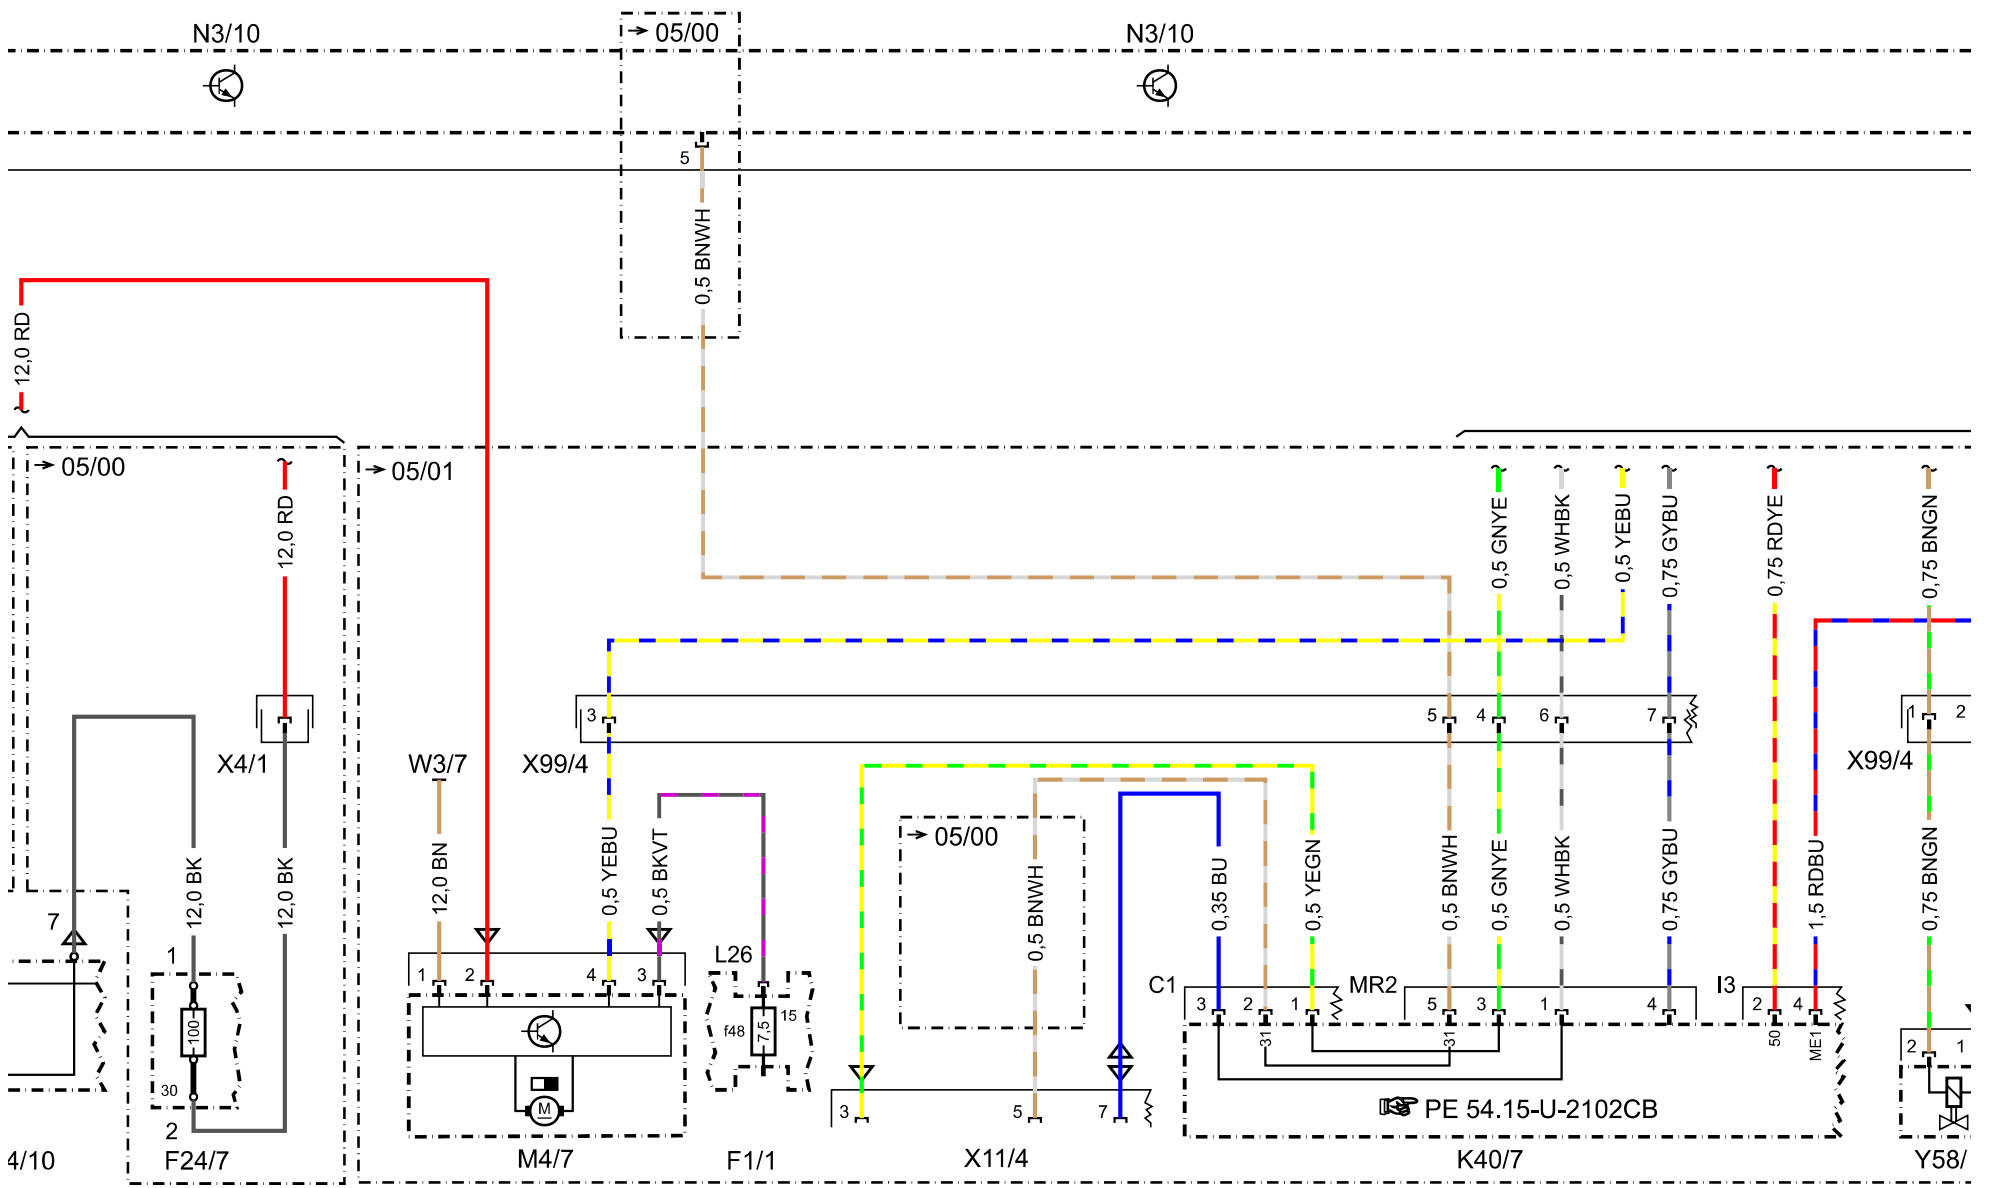 N3/10
→ 05/00
N3/10
5
0,5 BNWH
12,0 RD
→ 05/00
12,0 RD
→ 05/01
0,5 GNYE
0,5 WHBK
0,5 YEBU
0,75 GYBU
0,75 RDYE
0,75 BNGN
3
5
4
6
7
1
2
X4/1
W3/7
X99/4
X99/4
→ 05/00
12,0 BK
12,0 BK
12,0 BN
0,5 YEBU
0,5 BKVT
0,5 BNWH
0,35 BU
0,5 YEGN
0,5 BNWH
0,5 GNYE
0,5 WHBK
0,75 GYBU
1,5 RDBU
0,75 BNGN
7
1
L26
1
2
4
3
C1
3
2
1
MR2
5
3
1
4
I3
2
4
100
30
2
f48
7,5
15
M
31
31
50
ME1
2
1
3
5
7
PE 54.15-U-2102CB
4/10
F24/7
M4/7
F1/1
X11/4
K40/7
Y58/